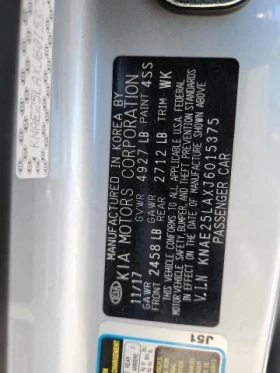 MANUFACTURED IN KOREA BY
KIA MOTORS CORPORATION
11/17 GVWR 4927 LB PAINT 4SS
GAWR FRONT 2458 LB GAWR REAR 2712 LB TRIM WK
THIS VEHICLE CONFORMS TO ALL APPLICABLE U.S.A. FEDERAL
MOTOR VEHICLE SAFETY, BUMPER, AND THEFT PREVENTION STANDARDS
IN EFFECT ON THE DATE OF MANUFACTURE SHOWN ABOVE
V.I.N KNAE25LAXJ6015375
PASSENGER CAR
KIA
J51